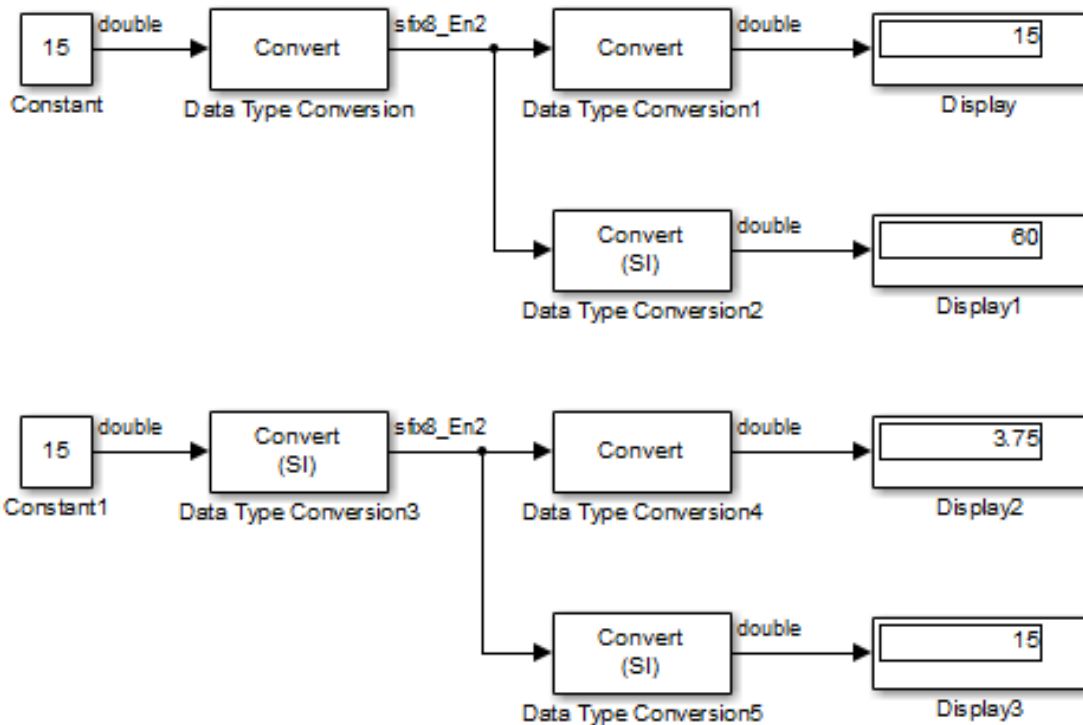 double
sfix8_En2
double
15
Convert
Convert
15
Constant
Data Type Conversion
Data Type Conversion1
Display
double
Convert
(SI)
60
Data Type Conversion2
Display1
double
sfix8_En2
double
15
Convert
(SI)
Convert
3.75
Constant1
Data Type Conversion3
Data Type Conversion4
Display2
double
Convert
(SI)
15
Data Type Conversion5
Display3